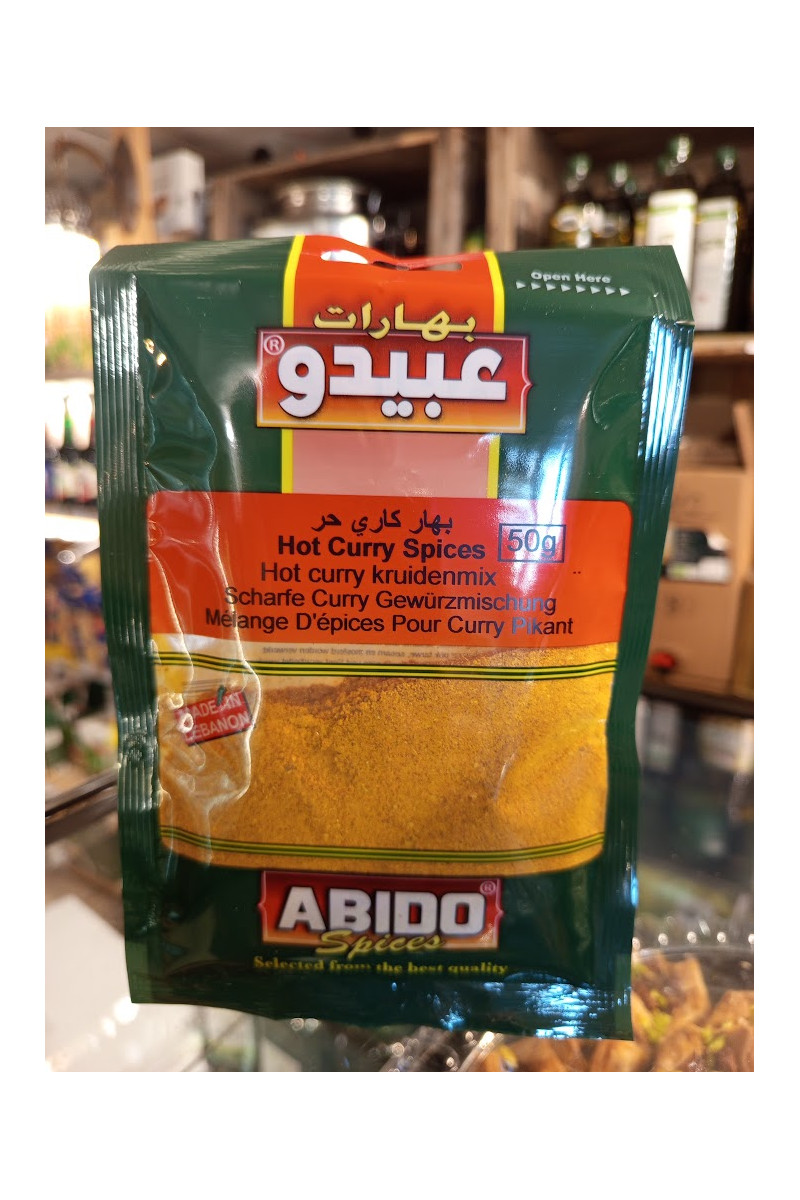 Open Here
بهارات
عبيدو ®
بهار كاري حر
Hot Curry Spices 50g
Hot curry kruidenmix
Scharfe Curry Gewürzmischung
Mélange D'épices Pour Curry Pikant
MADE IN
LEBANON
ABIDO ®
Spices
Selected from the best quality